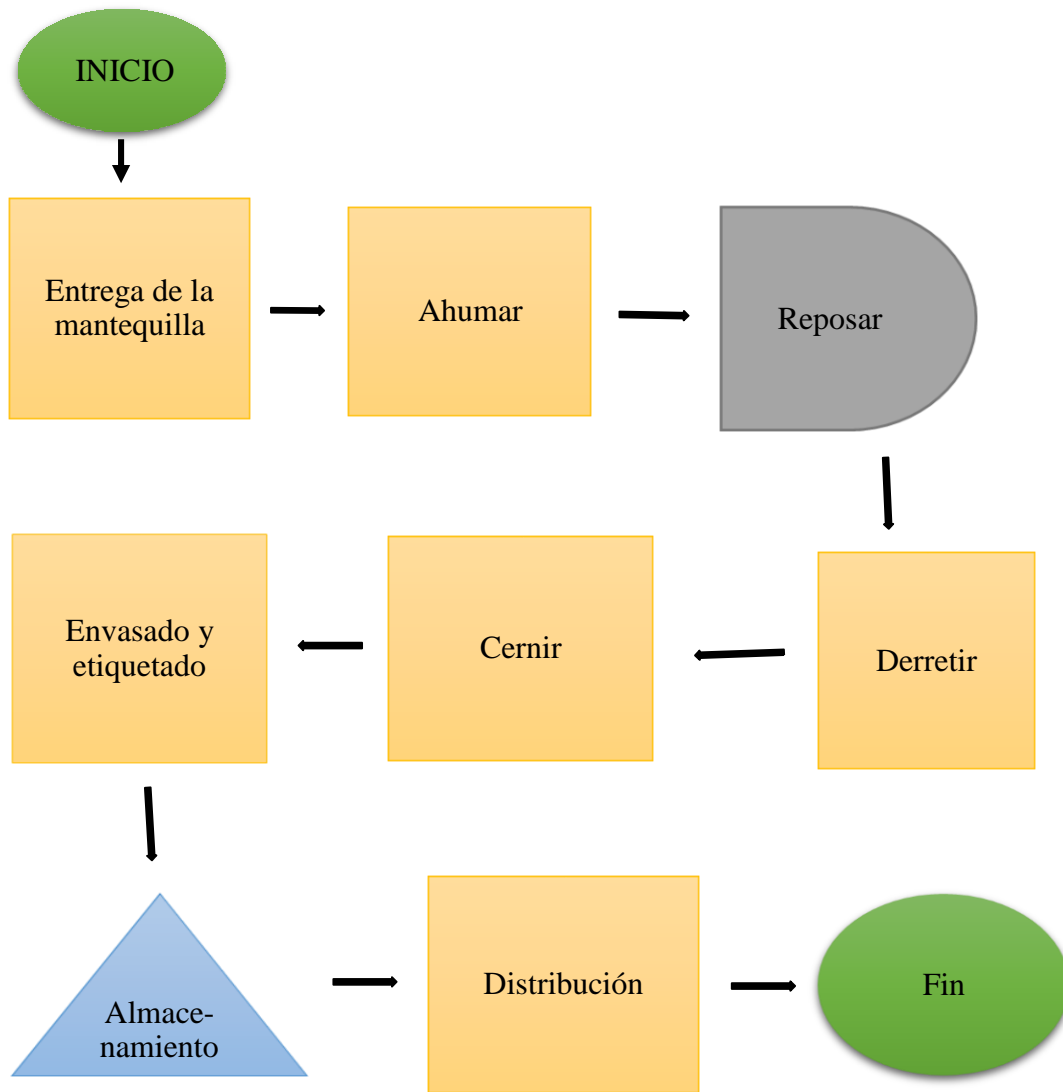 INICIO
Entrega de la
mantequilla
Ahumar
Reposar
Derretir
Cernir
Envasado y
etiquetado
Almace-
namiento
Distribución
Fin